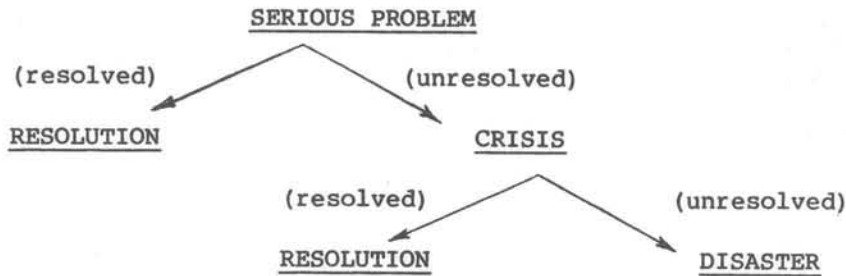 SERIOUS PROBLEM
(resolved) (unresolved)
RESOLUTION CRISIS
(resolved) (unresolved)
RESOLUTION DISASTER